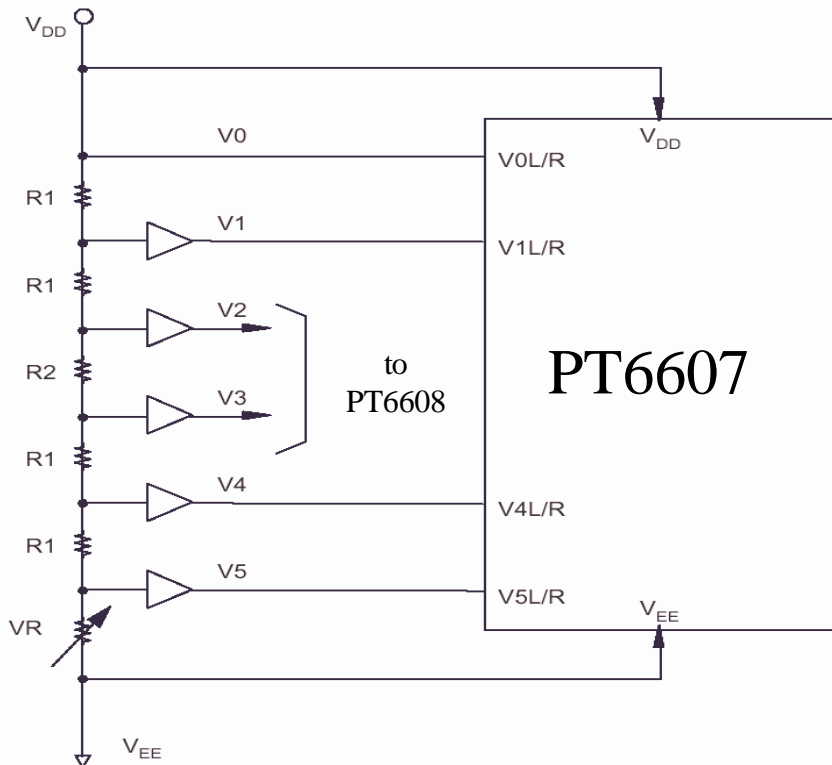 VDD
V0
VDD
V0L/R
R1
V1
V1L/R
R1
V2
R2
to
PT6608
PT6607
V3
R1
V4
V4L/R
R1
V5
V5L/R
VEE
VR
VEE